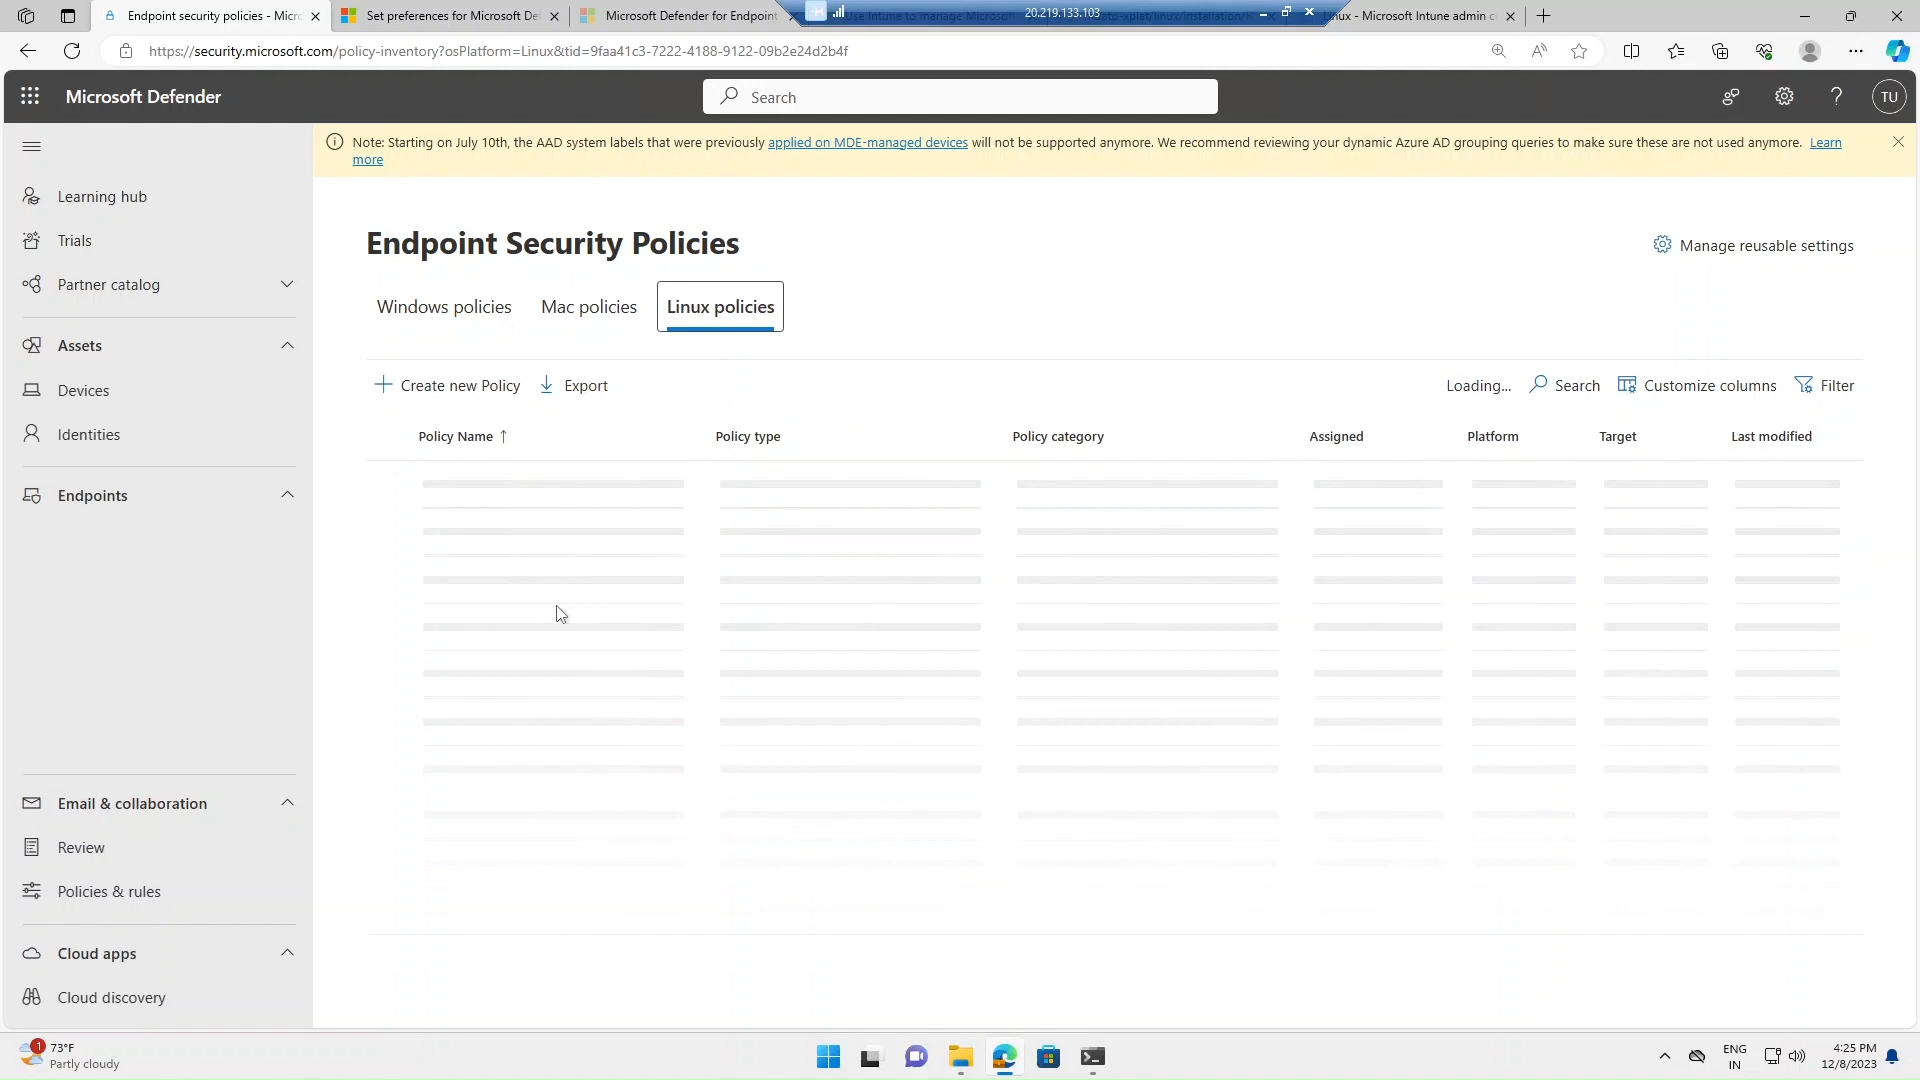 Endpoint security policies - Micr
Set preferences for Microsoft De
Microsoft Defender for Endpoint
Use Intune to manage Microsoft
20.219.133.103
Linux - Microsoft Intune admin c
https://security.microsoft.com/policy-inventory?osPlatform=Linux&tid=9faa41c3-7222-4188-9122-09b2e24d2b4f
Microsoft Defender
Search
TU
Note: Starting on July 10th, the AAD system labels that were previously applied on MDE-managed devices will not be supported anymore. We recommend reviewing your dynamic Azure AD grouping queries to make sure these are not used anymore. Learn
more
Learning hub
Trials
Partner catalog
Assets
Devices
Identities
Endpoints
Email & collaboration
Review
Policies & rules
Cloud apps
Cloud discovery
Endpoint Security Policies
Manage reusable settings
Windows policies
Mac policies
Linux policies
Create new Policy
Export
Loading...
Search
Customize columns
Filter
Policy Name ↑
Policy type
Policy category
Assigned
Platform
Target
Last modified
1
73°F
Partly cloudy
ENG
IN
4:25 PM
12/8/2023